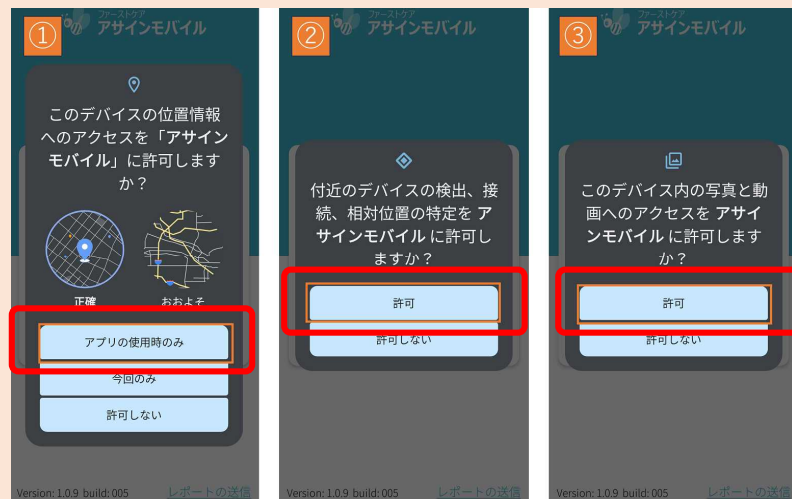 ①
ファーストケア
アサインモバイル
このデバイスの位置情報
へのアクセスを「アサイン
モバイル」に許可します
か？
正確
おおよそ
アプリの使用時のみ
今回のみ
許可しない
Version: 1.0.9 build: 005
レポートの送信
②
ファーストケア
アサインモバイル
付近のデバイスの検出、接
続、相対位置の特定を ア
サインモバイル に許可し
ますか？
許可
許可しない
Version: 1.0.9 build: 005
レポートの送信
③
ファーストケア
アサインモバイル
このデバイス内の写真と動
画へのアクセスを アサイ
ンモバイル に許可します
か？
許可
許可しない
Version: 1.0.9 build: 005
レポートの送信